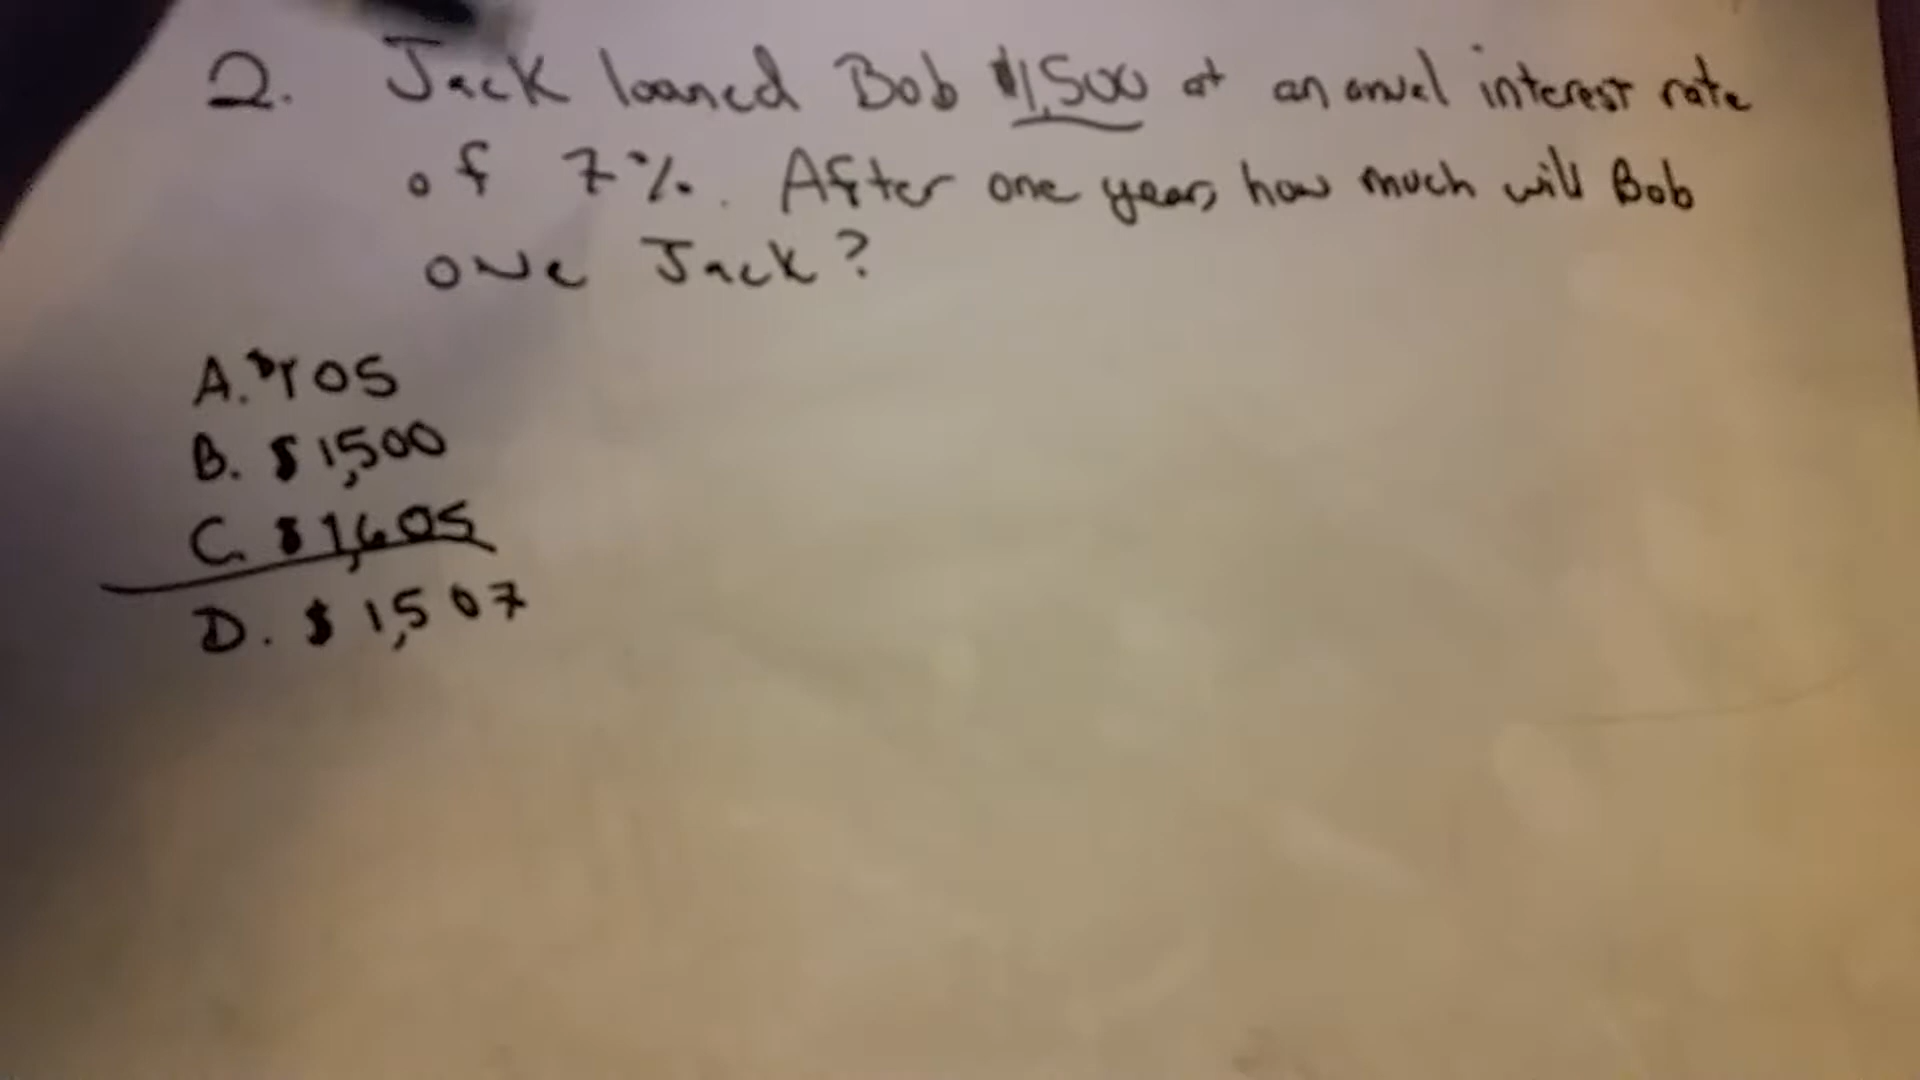 2. Jack loaned Bob $1,500 at an annual interest rate
of 7%. After one year, how much will Bob
owe Jack?
A. $105
B. $1,500
C. $1,605
D. $1,507